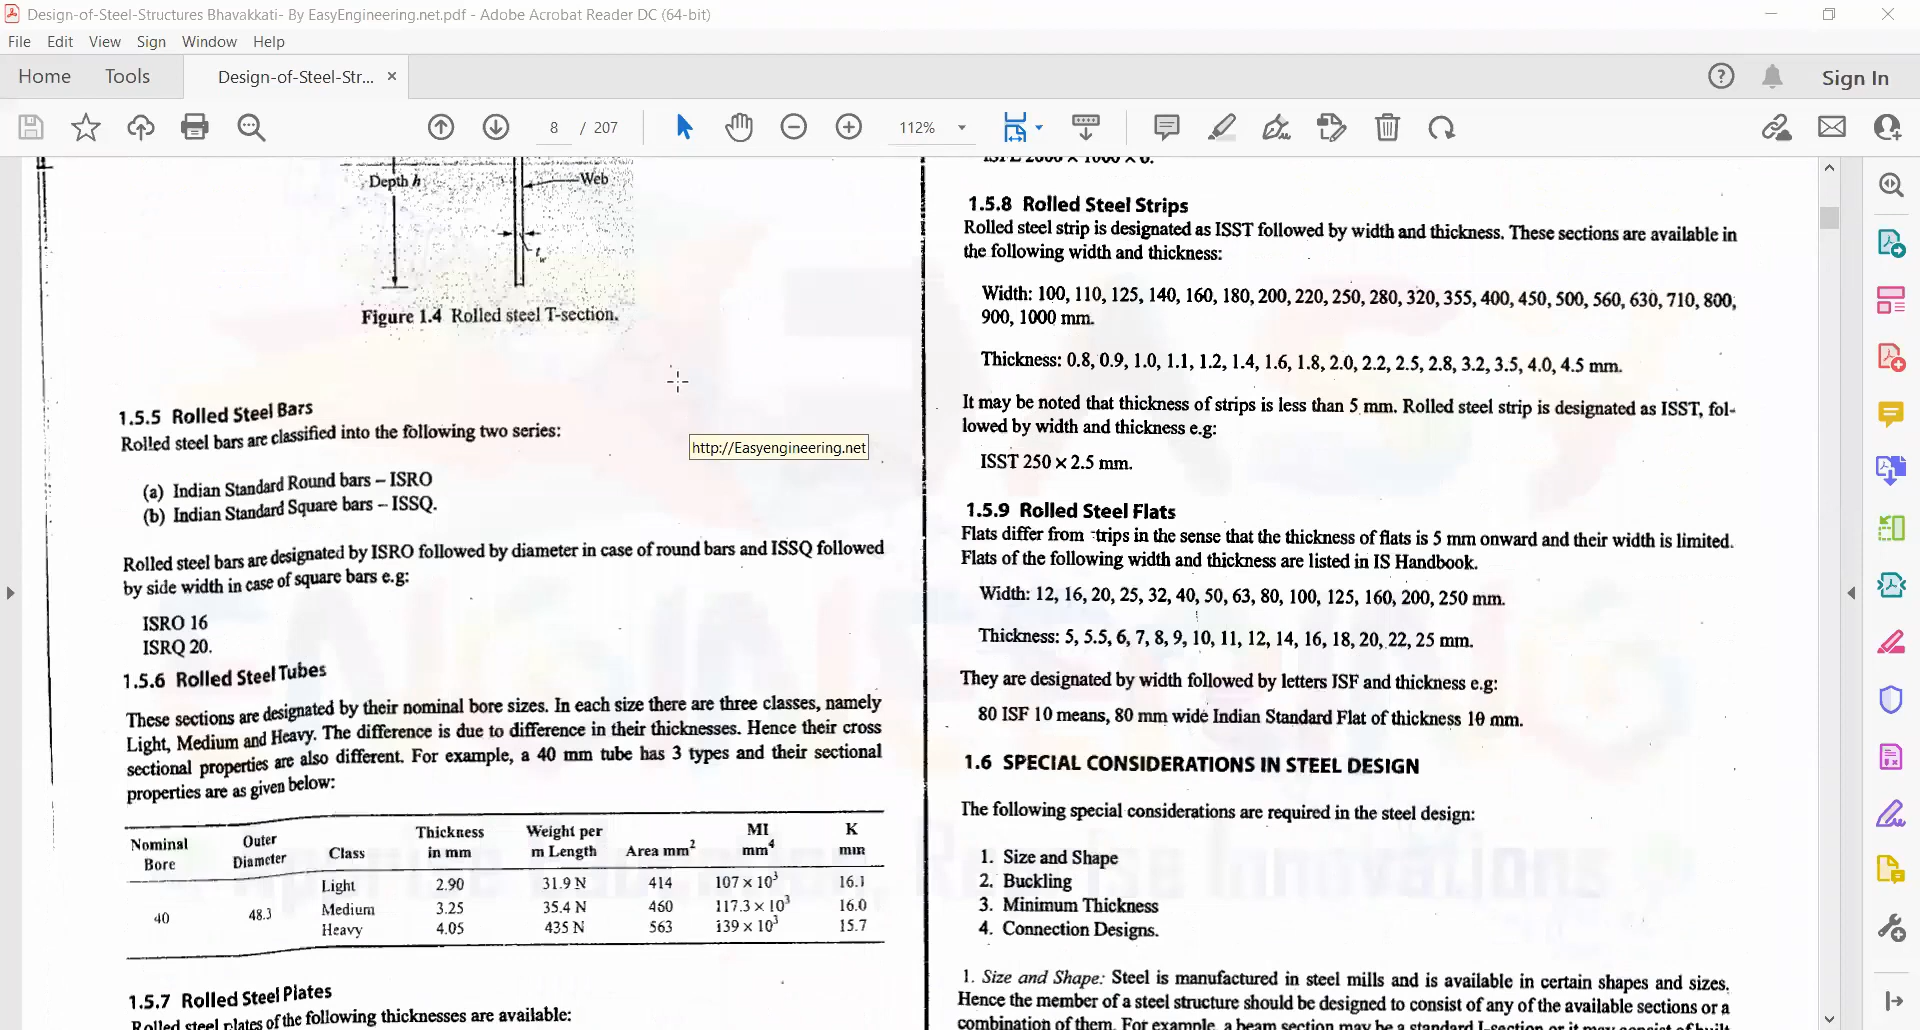 Design-of-Steel-Structures Bhavakkati- By EasyEngineering.net.pdf - Adobe Acrobat Reader DC (64-bit)
File Edit View Sign Window Help
Home Tools Design-of-Steel-Str... × Sign In
8 / 207 112%
Depth h
Web
t w
Figure 1.4 Rolled steel T-section.
1.5.5 Rolled Steel Bars
Rolled steel bars are classified into the following two series:
http://Easyengineering.net
(a) Indian Standard Round bars – ISRO
(b) Indian Standard Square bars – ISSQ.
Rolled steel bars are designated by ISRO followed by diameter in case of round bars and ISSQ followed
by side width in case of square bars e.g:
ISRO 16
ISRQ 20.
1.5.6 Rolled Steel Tubes
These sections are designated by their nominal bore sizes. In each size there are three classes, namely
Light, Medium and Heavy. The difference is due to difference in their thicknesses. Hence their cross
sectional properties are also different. For example, a 40 mm tube has 3 types and their sectional
properties are as given below:
Nominal Bore Outer Diameter Class Thickness in mm Weight per m Length Area mm² MI mm⁴ K mm
Light 2.90 31.9 N 414 107 × 10³ 16.1
40 48.3 Medium 3.25 35.4 N 460 117.3 × 10³ 16.0
Heavy 4.05 435 N 563 139 × 10³ 15.7
1.5.7 Rolled Steel Plates
Rolled steel plates of the following thicknesses are available:
ISPL 2000 × 1000 × 6.
1.5.8 Rolled Steel Strips
Rolled steel strip is designated as ISST followed by width and thickness. These sections are available in
the following width and thickness:
Width: 100, 110, 125, 140, 160, 180, 200, 220, 250, 280, 320, 355, 400, 450, 500, 560, 630, 710, 800,
900, 1000 mm.
Thickness: 0.8, 0.9, 1.0, 1.1, 1.2, 1.4, 1.6, 1.8, 2.0, 2.2, 2.5, 2.8, 3.2, 3.5, 4.0, 4.5 mm.
It may be noted that thickness of strips is less than 5 mm. Rolled steel strip is designated as ISST, fol-
lowed by width and thickness e.g:
ISST 250 × 2.5 mm.
1.5.9 Rolled Steel Flats
Flats differ from strips in the sense that the thickness of flats is 5 mm onward and their width is limited.
Flats of the following width and thickness are listed in IS Handbook.
Width: 12, 16, 20, 25, 32, 40, 50, 63, 80, 100, 125, 160, 200, 250 mm.
Thickness: 5, 5.5, 6, 7, 8, 9, 10, 11, 12, 14, 16, 18, 20, 22, 25 mm.
They are designated by width followed by letters ISF and thickness e.g:
80 ISF 10 means, 80 mm wide Indian Standard Flat of thickness 10 mm.
1.6 SPECIAL CONSIDERATIONS IN STEEL DESIGN
The following special considerations are required in the steel design:
1. Size and Shape
2. Buckling
3. Minimum Thickness
4. Connection Designs.
1. Size and Shape: Steel is manufactured in steel mills and is available in certain shapes and sizes.
Hence the member of a steel structure should be designed to consist of any of the available sections or a
combination of them. For example, a beam section may be a standard I-section or it may consist of built